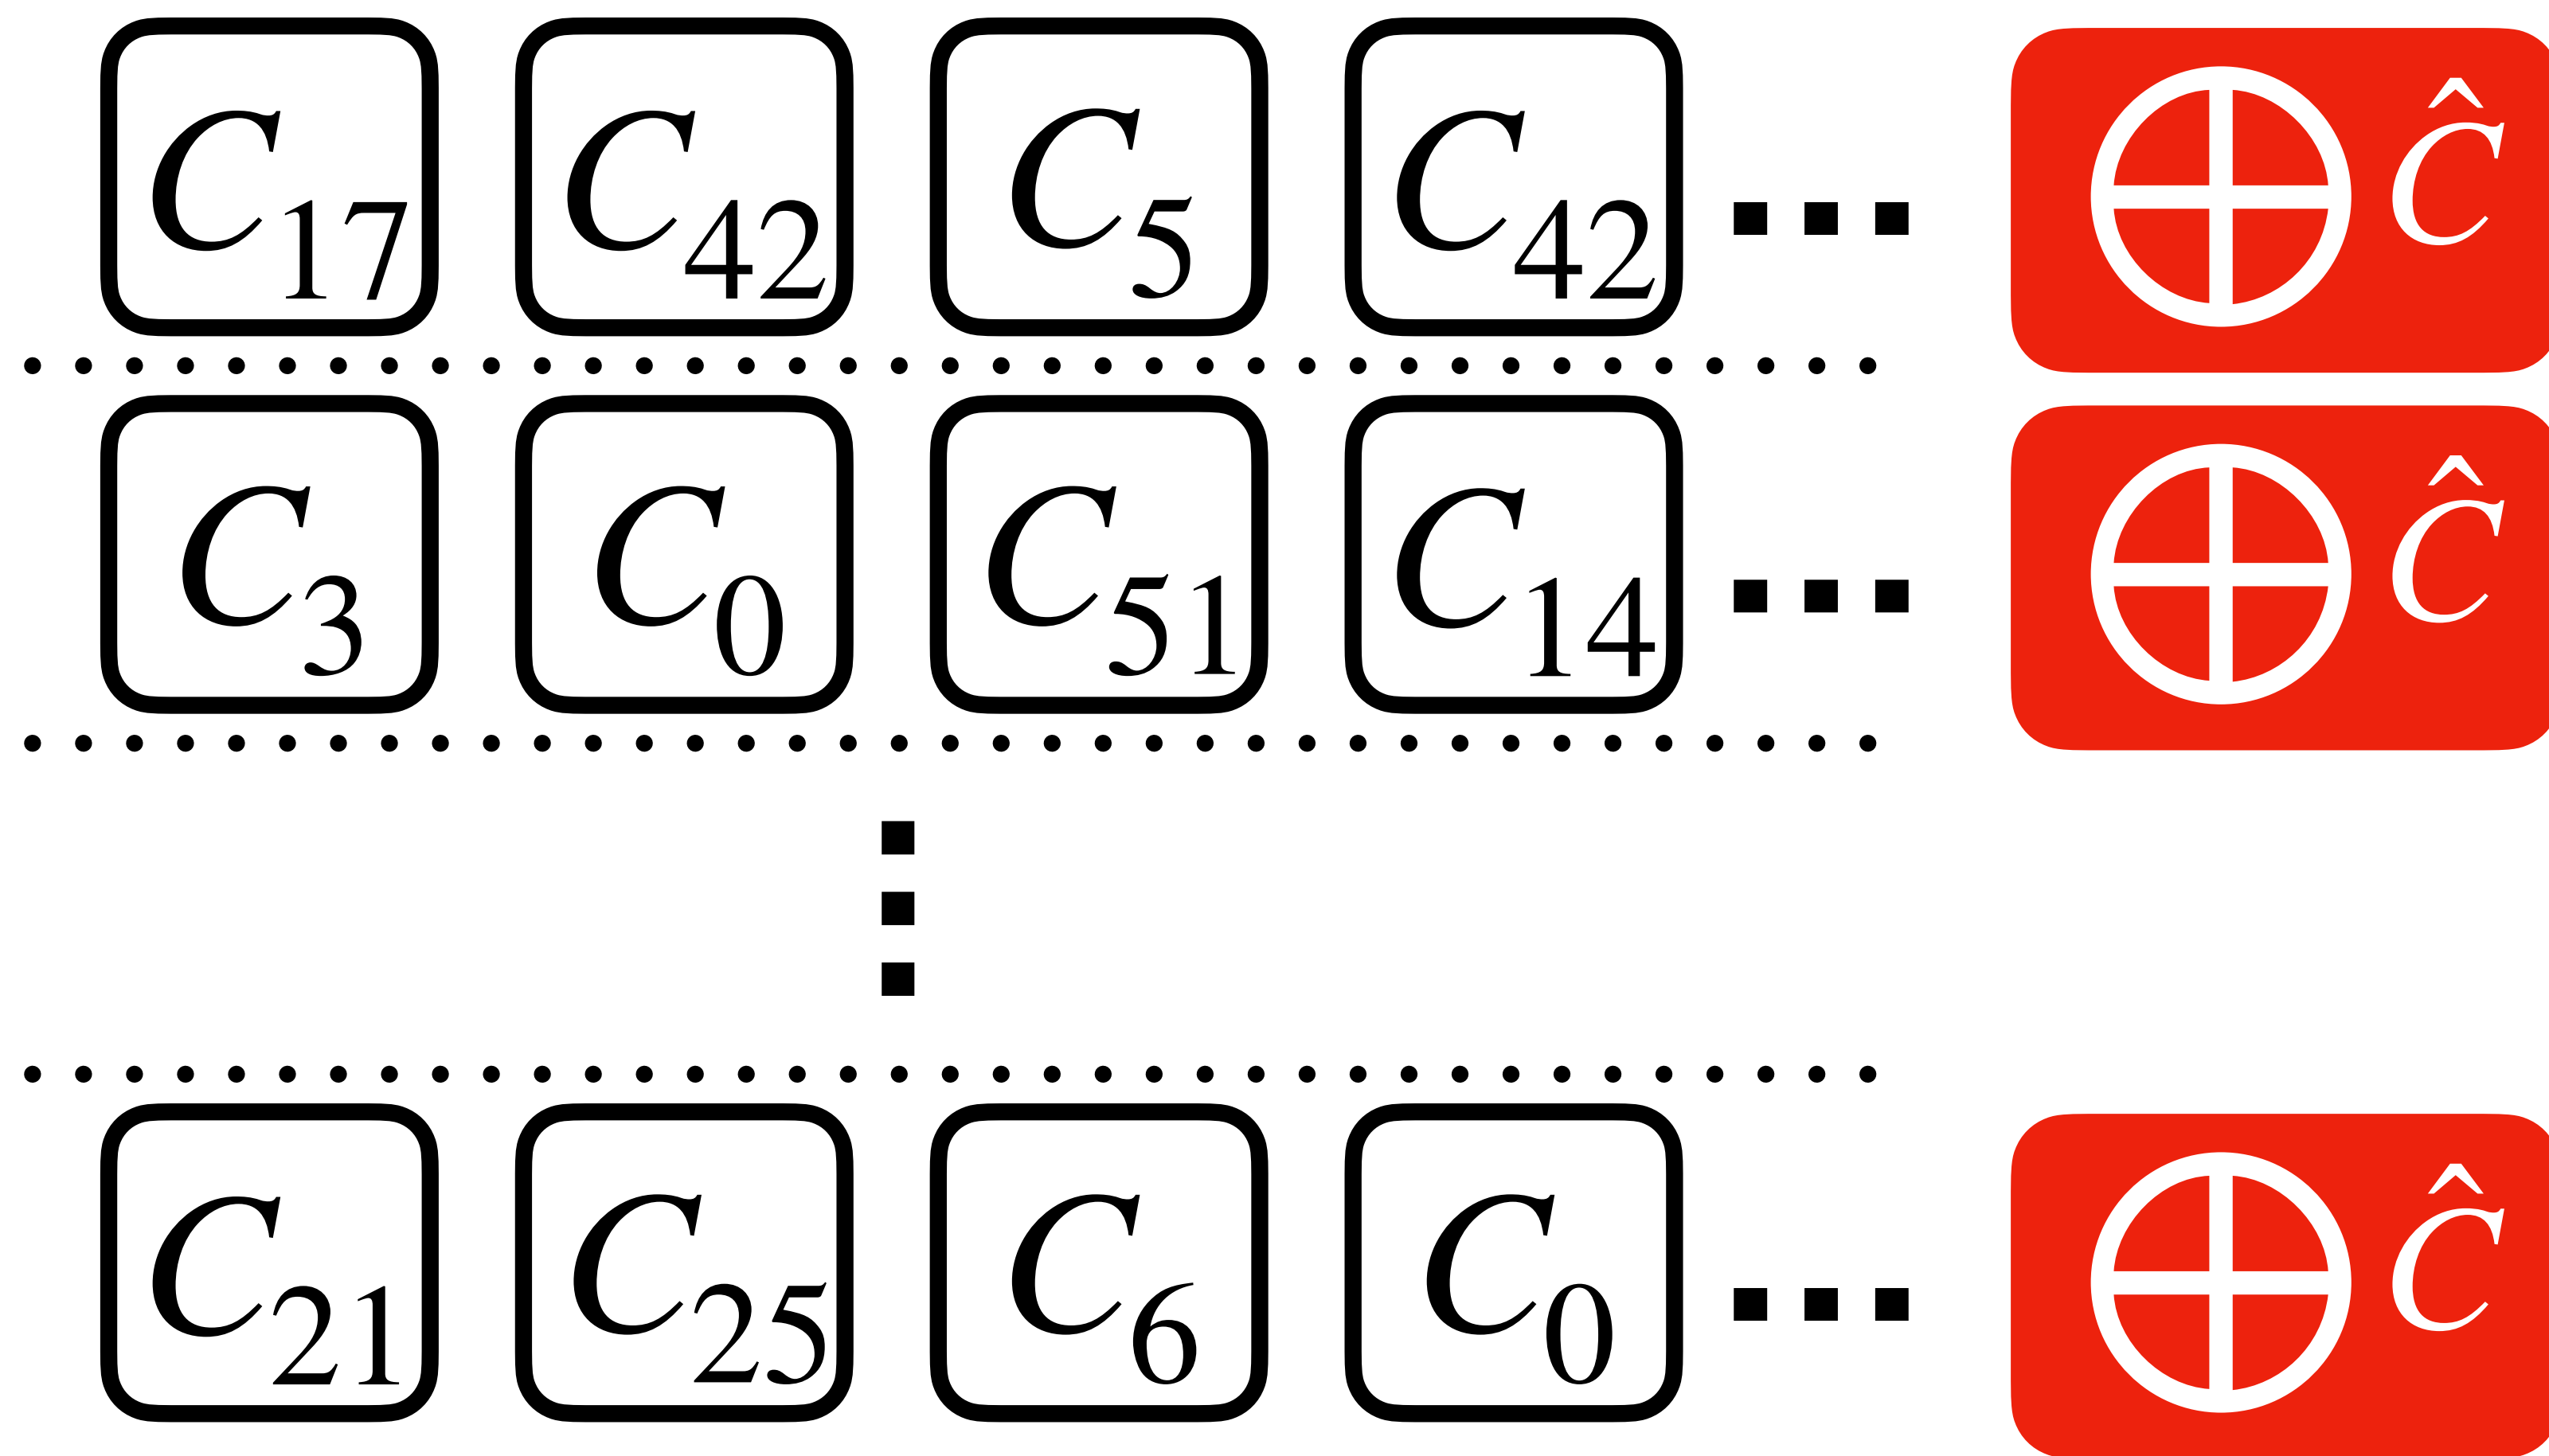 C₁₇ C₄₂ C₅ C₄₂ ... ⊕ Ĉ
C₃ C₀ C₅₁ C₁₄ ... ⊕ Ĉ
⋮
C₂₁ C₂₅ C₆ C₀ ... ⊕ Ĉ